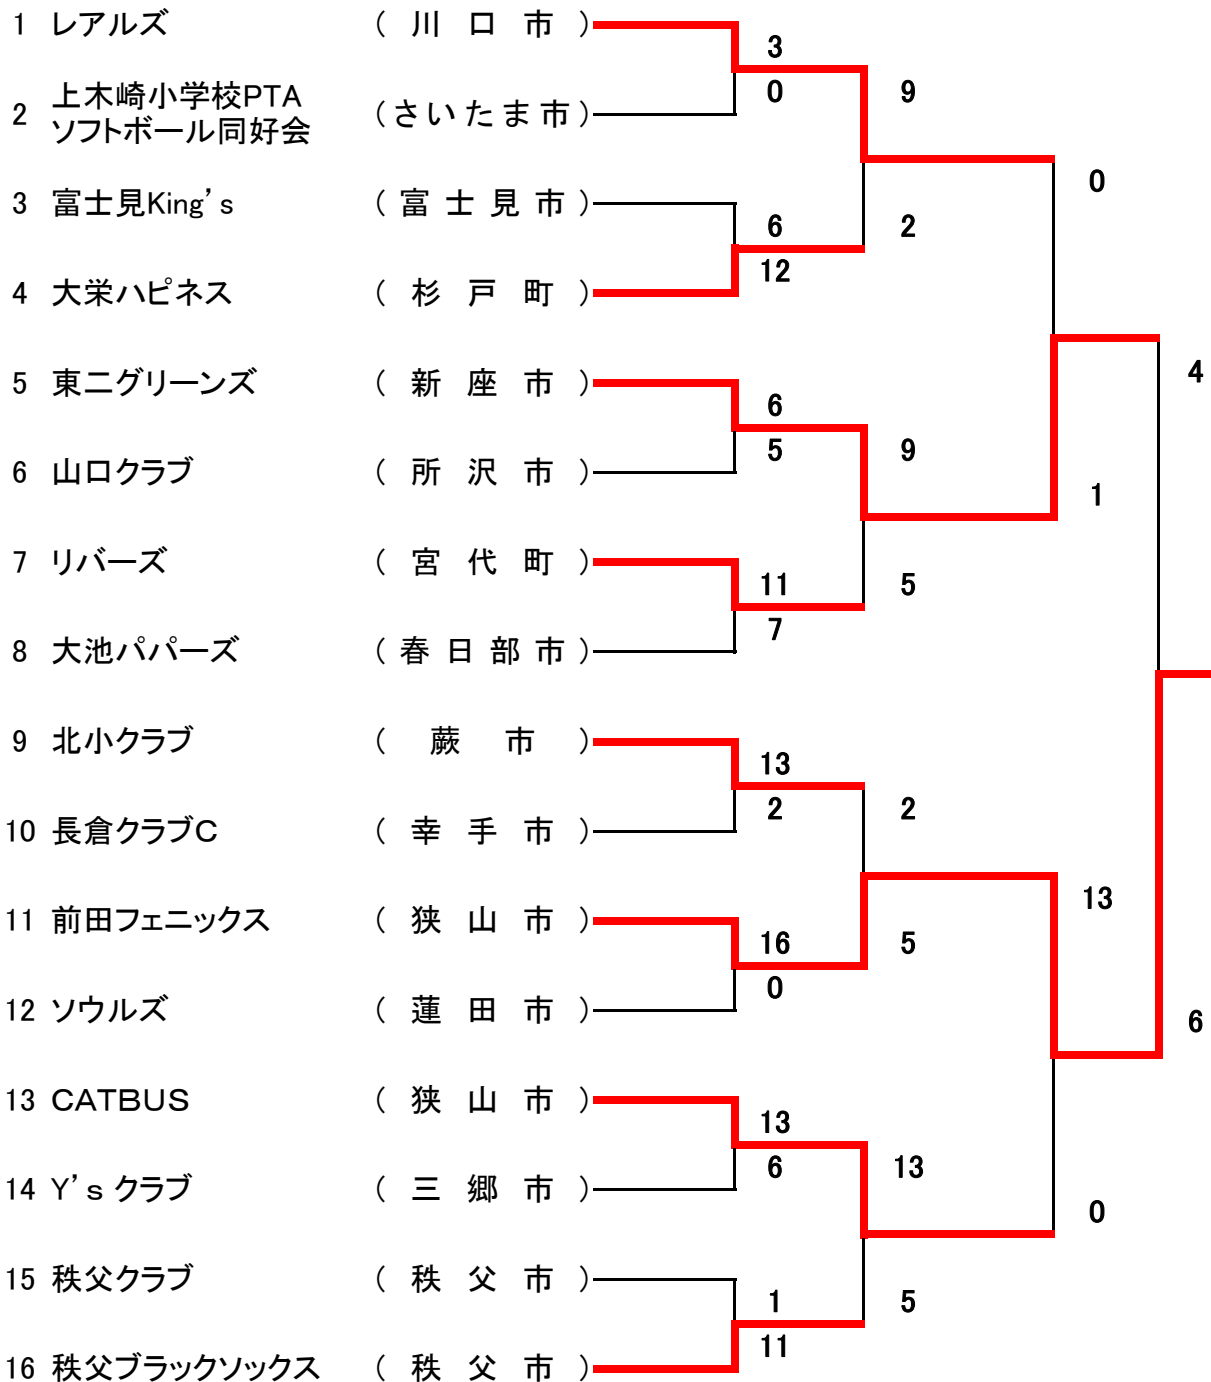 1 レアルズ (川口市)
3
0
9
2 上木崎小学校PTA
ソフトボール同好会 (さいたま市)
0
3 富士見King’s (富士見市)
6
12
2
4 大栄ハピネス (杉戸町)
4
5 東二グリーンズ (新座市)
6
5
9
6 山口クラブ (所沢市)
1
7 リバーズ (宮代町)
11
7
5
8 大池パパーズ (春日部市)
9 北小クラブ (蕨市)
13
2
2
10 長倉クラブC (幸手市)
13
11 前田フェニックス (狭山市)
16
0
5
12 ソウルズ (蓮田市)
6
13 CATBUS (狭山市)
13
6
13
14 Y’s クラブ (三郷市)
0
15 秩父クラブ (秩父市)
1
11
5
16 秩父ブラックソックス (秩父市)